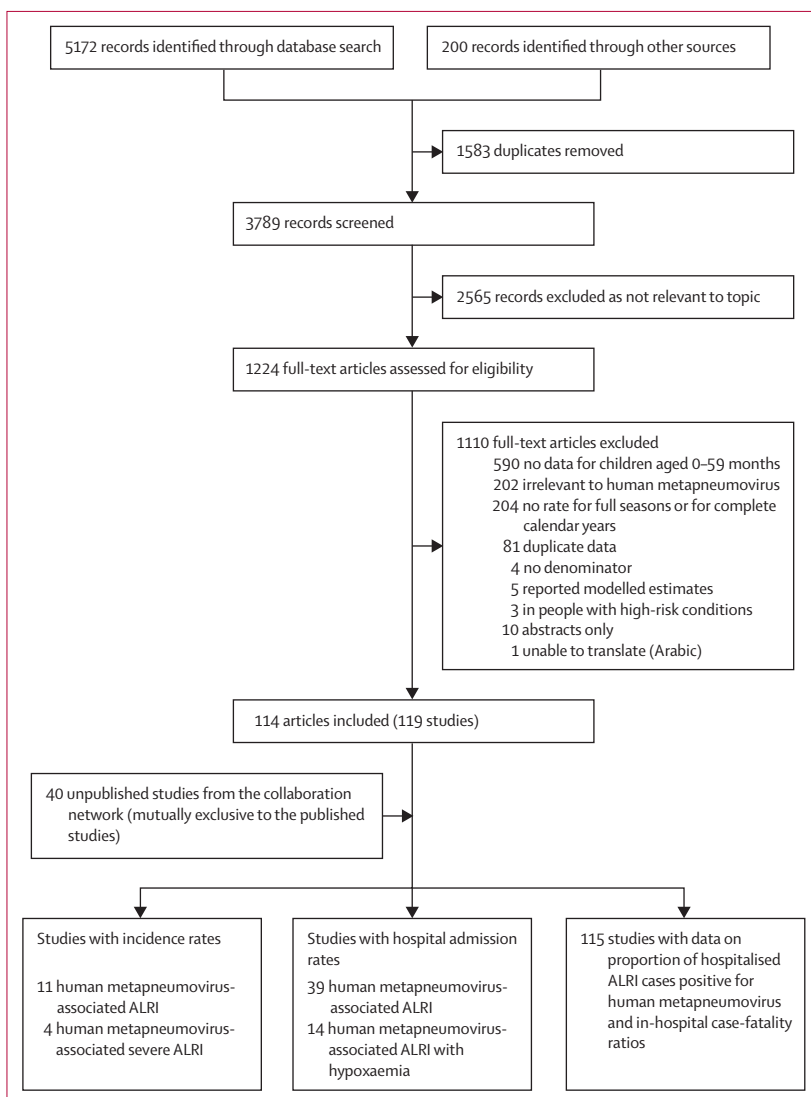 5172 records identified through database search
200 records identified through other sources
1583 duplicates removed
3789 records screened
2565 records excluded as not relevant to topic
1224 full-text articles assessed for eligibility
1110 full-text articles excluded
590 no data for children aged 0–59 months
202 irrelevant to human metapneumovirus
204 no rate for full seasons or for complete
calendar years
81 duplicate data
4 no denominator
5 reported modelled estimates
3 in people with high-risk conditions
10 abstracts only
1 unable to translate (Arabic)
114 articles included (119 studies)
40 unpublished studies from the collaboration
network (mutually exclusive to the published
studies)
Studies with incidence rates
11 human metapneumovirus-
associated ALRI
4 human metapneumovirus-
associated severe ALRI
Studies with hospital admission
rates
39 human metapneumovirus-
associated ALRI
14 human metapneumovirus-
associated ALRI with
hypoxaemia
115 studies with data on
proportion of hospitalised
ALRI cases positive for
human metapneumovirus
and in-hospital case-fatality
ratios